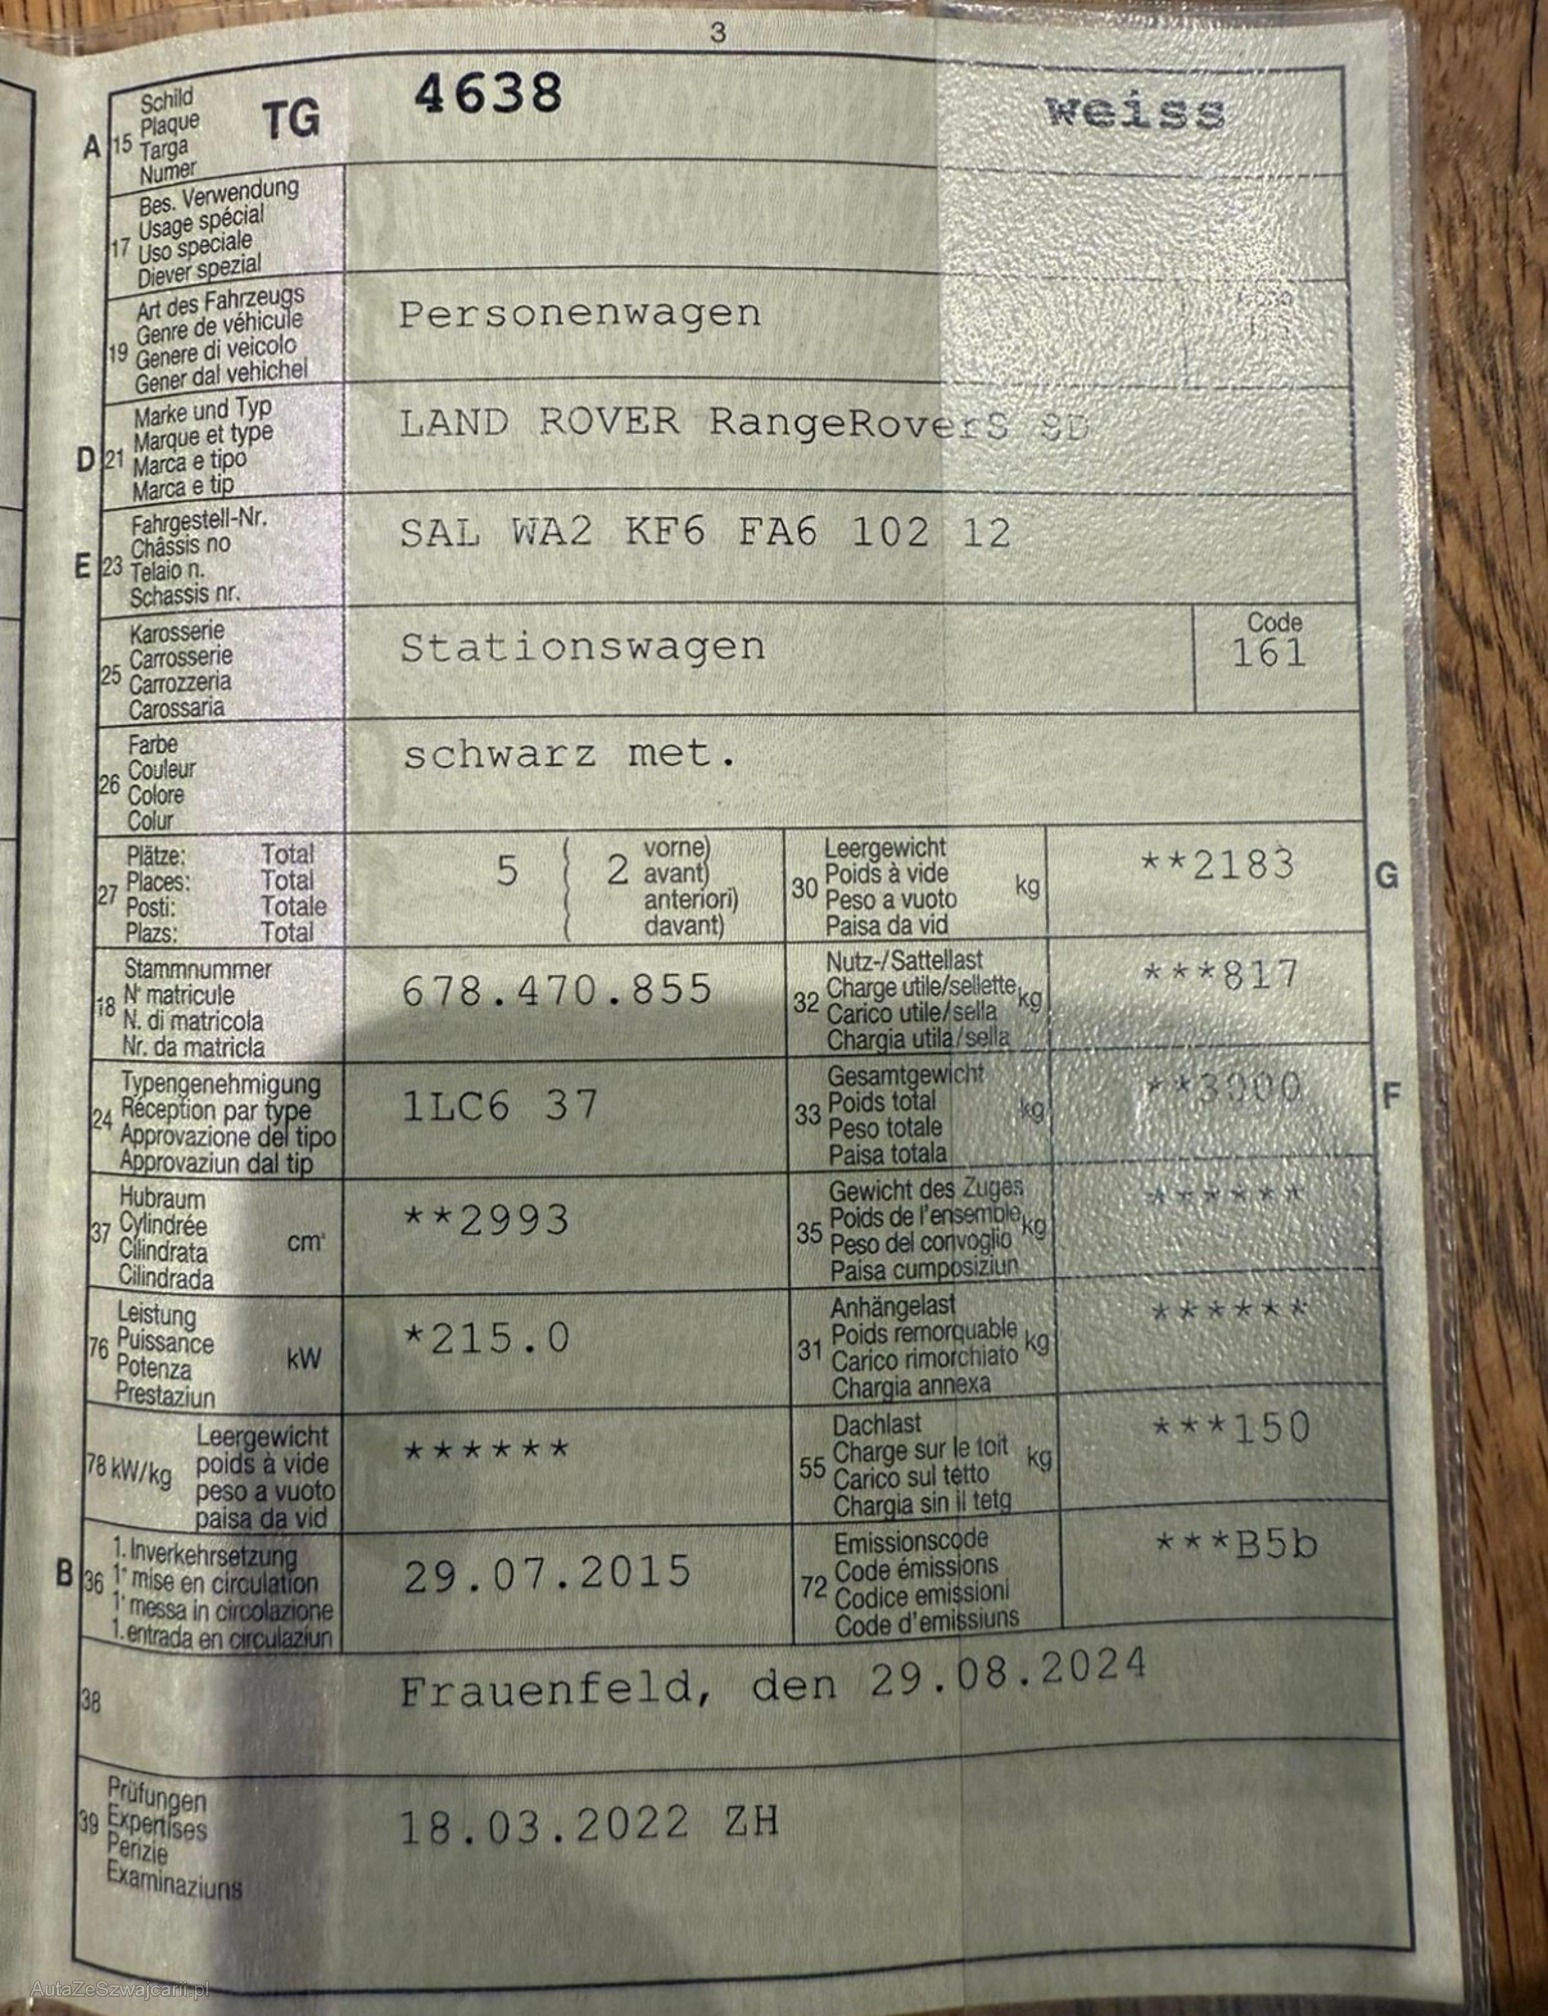 3
A 15 Schild
Plaque
Targa
Numer
TG 4638 weiss
17 Bes. Verwendung
Usage spécial
Uso speciale
Diever spezial
19 Art des Fahrzeugs
Genre de véhicule
Genere di veicolo
Gener dal vehichel
Personenwagen
D 21 Marke und Typ
Marque et type
Marca e tipo
Marca e tip
LAND ROVER RangeRoverS SD
E 23 Fahrgestell-Nr.
Châssis no
Telaio n.
Schassis nr.
SAL WA2 KF6 FA6 102 12
25 Karosserie
Carrosserie
Carrozzeria
Carossaria
Stationswagen
Code
161
26 Farbe
Couleur
Colore
Colur
schwarz met.
27 Plätze: Total
Places: Total
Posti: Totale
Plazs: Total
5 ( 2 vorne)
avant)
anteriori)
( davant)
30 Leergewicht
Poids à vide
Peso a vuoto
Paisa da vid
kg **2183 G
18 Stammnummer
N° matricule
N. di matricola
Nr. da matricla
678.470.855
32 Nutz-/Sattellast
Charge utile/sellette
Carico utile/sella
Chargia utila/sella
kg ***817
24 Typengenehmigung
Réception par type
Approvazione del tipo
Approvaziun dal tip
1LC6 37
33 Gesamtgewicht
Poids total
Peso totale
Paisa totala
kg **3000 F
37 Hubraum
Cylindrée
Cilindrata
Cilindrada
cm³ **2993
35 Gewicht des Zuges
Poids de l'ensemble
Peso del convoglio
Paisa cumposiziun
kg ******
76 Leistung
Puissance
Potenza
Prestaziun
kW *215.0
31 Anhängelast
Poids remorquable
Carico rimorchiato
Chargia annexa
kg ******
78 kW/kg Leergewicht
poids à vide
peso a vuoto
paisa da vid
******
55 Dachlast
Charge sur le toit
Carico sul tetto
Chargia sin il tetg
kg ***150
B 36 1. Inverkehrsetzung
1re mise en circulation
1a messa in circolazione
1. entrada en circulaziun
29.07.2015
72 Emissionscode
Code émissions
Codice emissioni
Code d'emissiuns
***B5b
38 Frauenfeld, den 29.08.2024
39 Prüfungen
Expertises
Perizie
Examinaziuns
18.03.2022 ZH
AutaZeSzwajcarii.pl